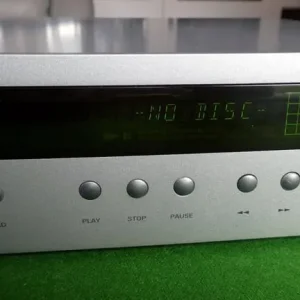 -NO DISC-
PLAY
STOP
PAUSE
◄◄
►►